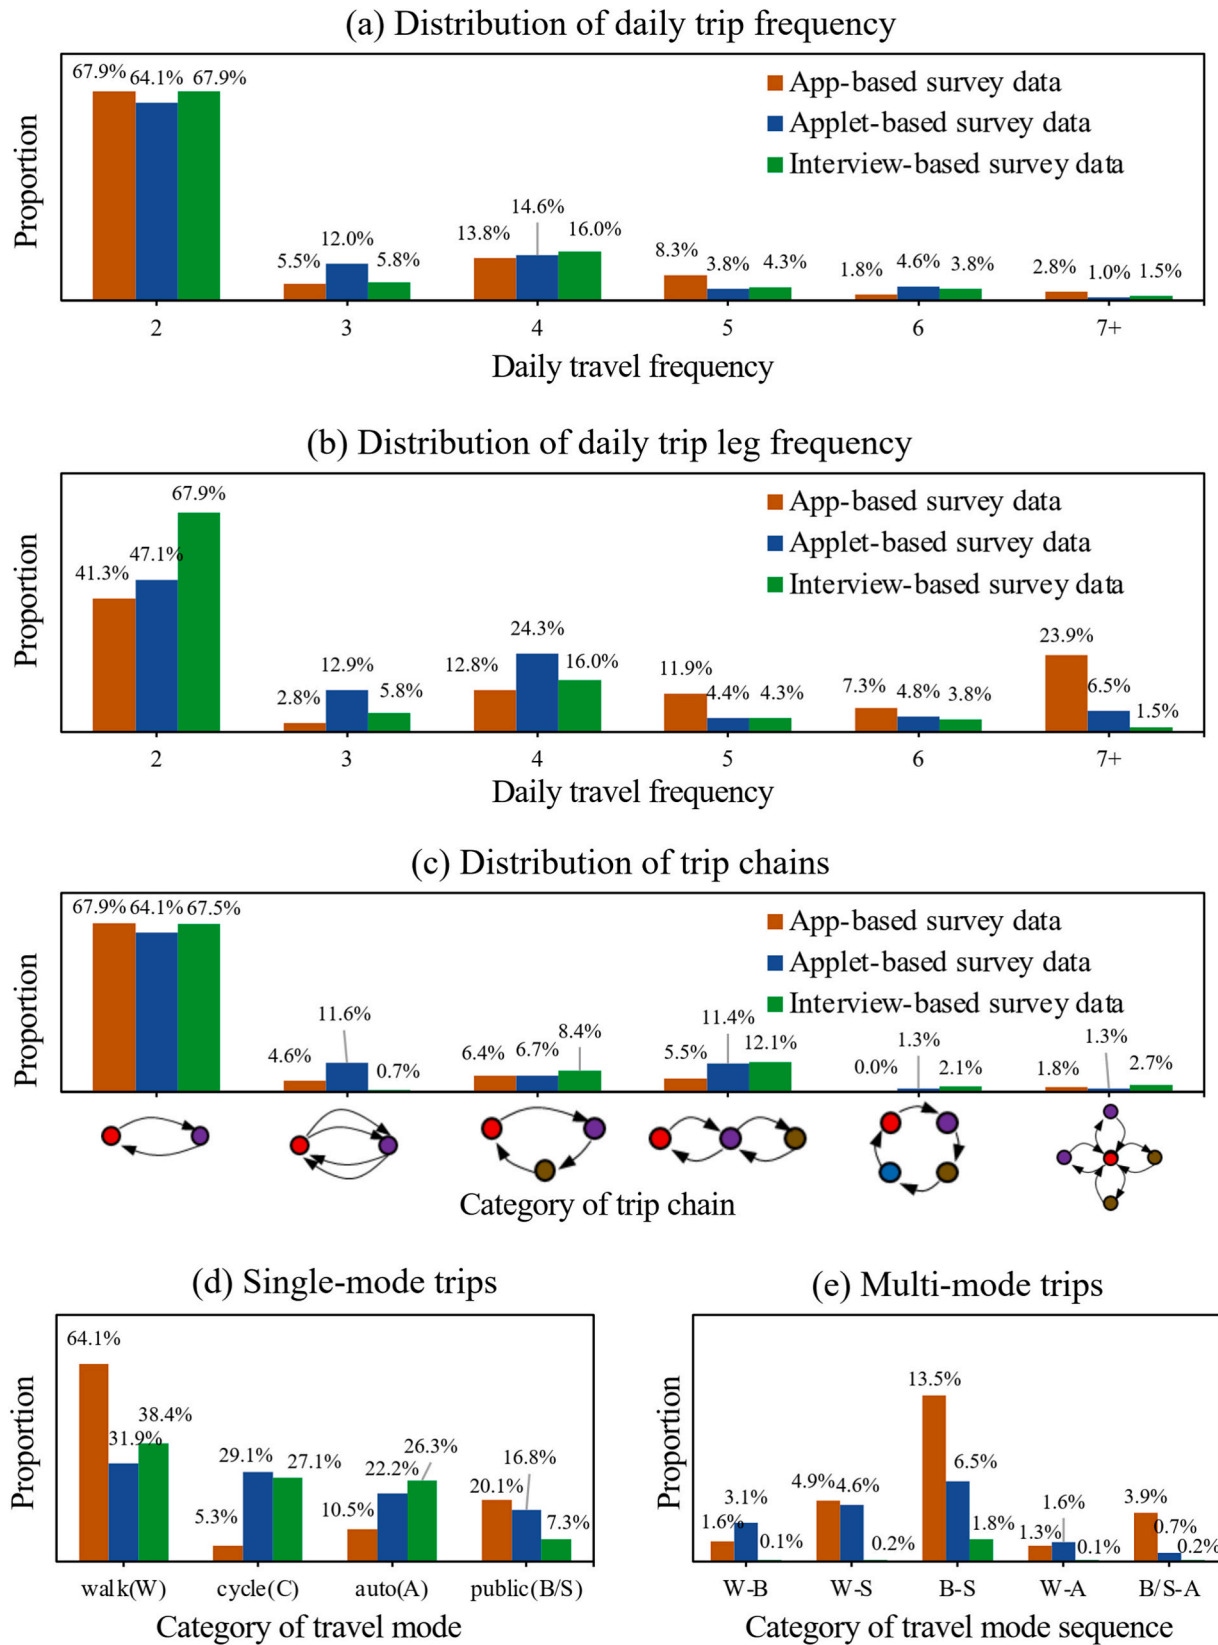 (a) Distribution of daily trip frequency
67.9% 64.1% 67.9%
5.5% 12.0% 5.8%
13.8% 14.6% 16.0%
8.3% 3.8% 4.3%
1.8% 4.6% 3.8%
2.8% 1.0% 1.5%
App-based survey data
Applet-based survey data
Interview-based survey data
Proportion
2 3 4 5 6 7+
Daily travel frequency
(b) Distribution of daily trip leg frequency
41.3% 47.1% 67.9%
2.8% 12.9% 5.8%
12.8% 24.3% 16.0%
11.9% 4.4% 4.3%
7.3% 4.8% 3.8%
23.9% 6.5% 1.5%
App-based survey data
Applet-based survey data
Interview-based survey data
Proportion
2 3 4 5 6 7+
Daily travel frequency
(c) Distribution of trip chains
67.9% 64.1% 67.5%
4.6% 11.6% 0.7%
6.4% 6.7% 8.4%
5.5% 11.4% 12.1%
0.0% 1.3% 2.1%
1.8% 1.3% 2.7%
App-based survey data
Applet-based survey data
Interview-based survey data
Proportion
Category of trip chain
(d) Single-mode trips
64.1% 31.9% 38.4%
5.3% 29.1% 27.1%
10.5% 22.2% 26.3%
20.1% 16.8% 7.3%
Proportion
walk(W) cycle(C) auto(A) public(B/S)
Category of travel mode
(e) Multi-mode trips
1.6% 3.1% 0.1%
4.9% 4.6% 0.2%
13.5% 6.5% 1.8%
1.3% 1.6% 0.1%
3.9% 0.7% 0.2%
Proportion
W-B W-S B-S W-A B/S-A
Category of travel mode sequence